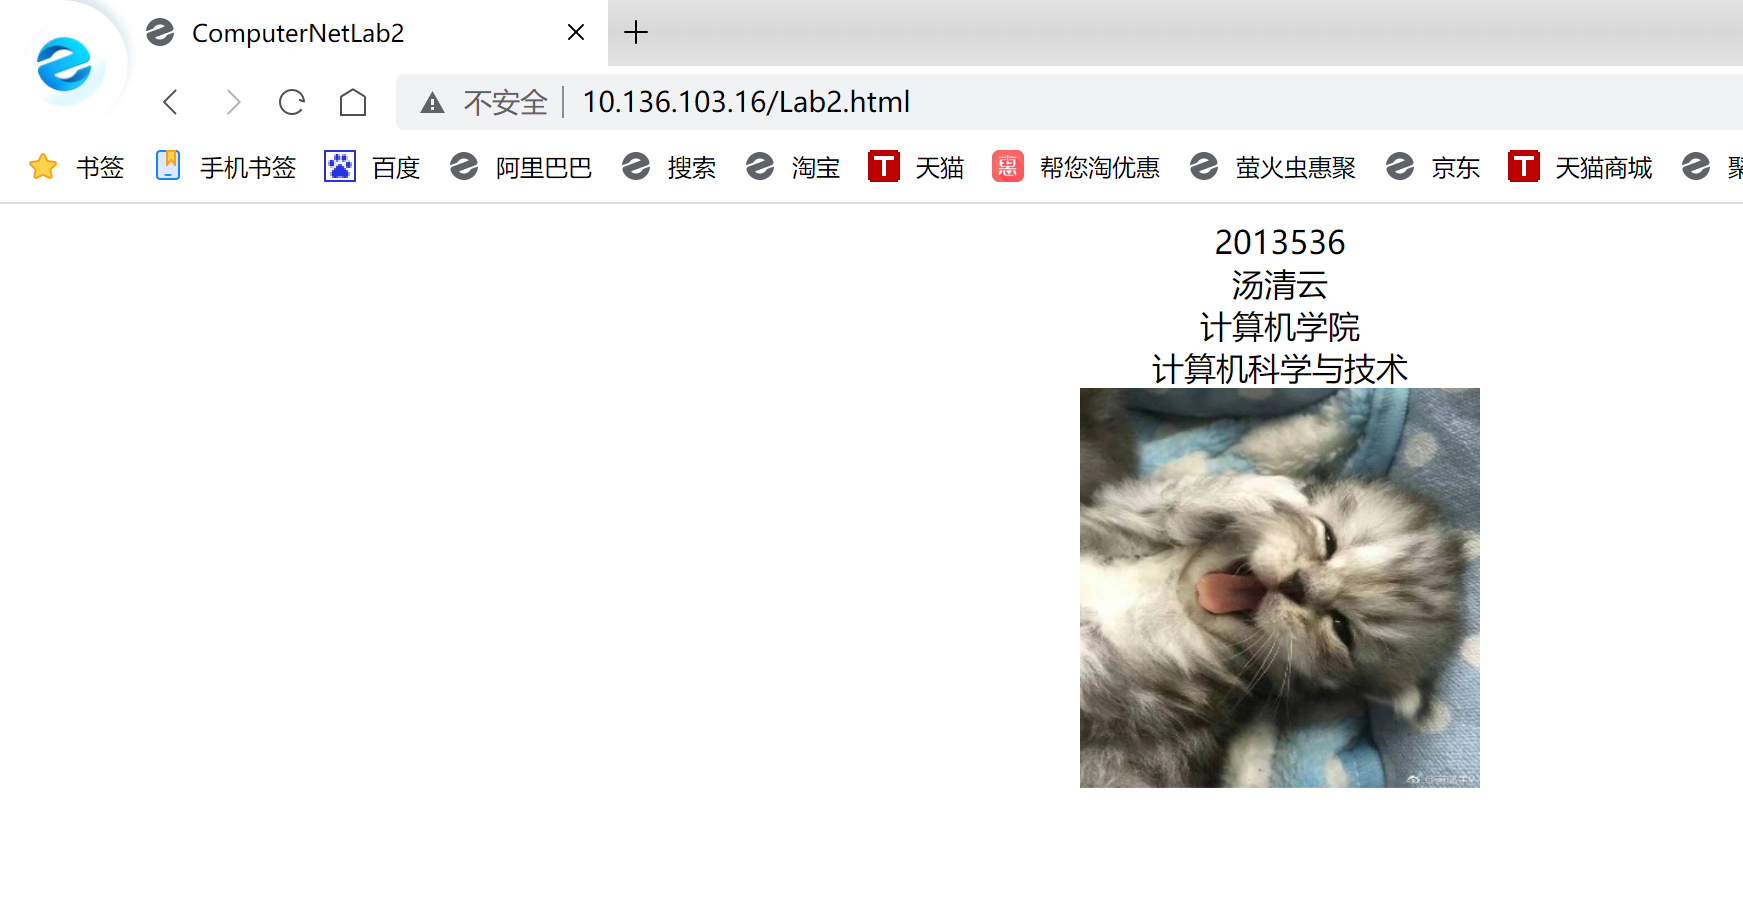 ComputerNetLab2
不安全 10.136.103.16/Lab2.html
书签 手机书签 百度 阿里巴巴 搜索 淘宝 T 天猫 惠 帮您淘优惠 萤火虫惠聚 京东 T 天猫商城
2013536
汤清云
计算机学院
计算机科学与技术